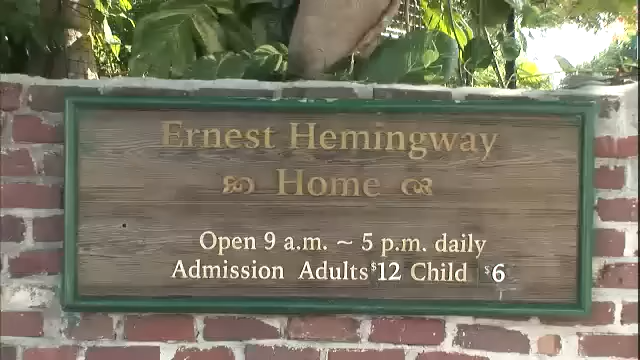 Ernest Hemingway
Home
Open 9 a.m. ~ 5 p.m. daily
Admission Adults $12 Child $6